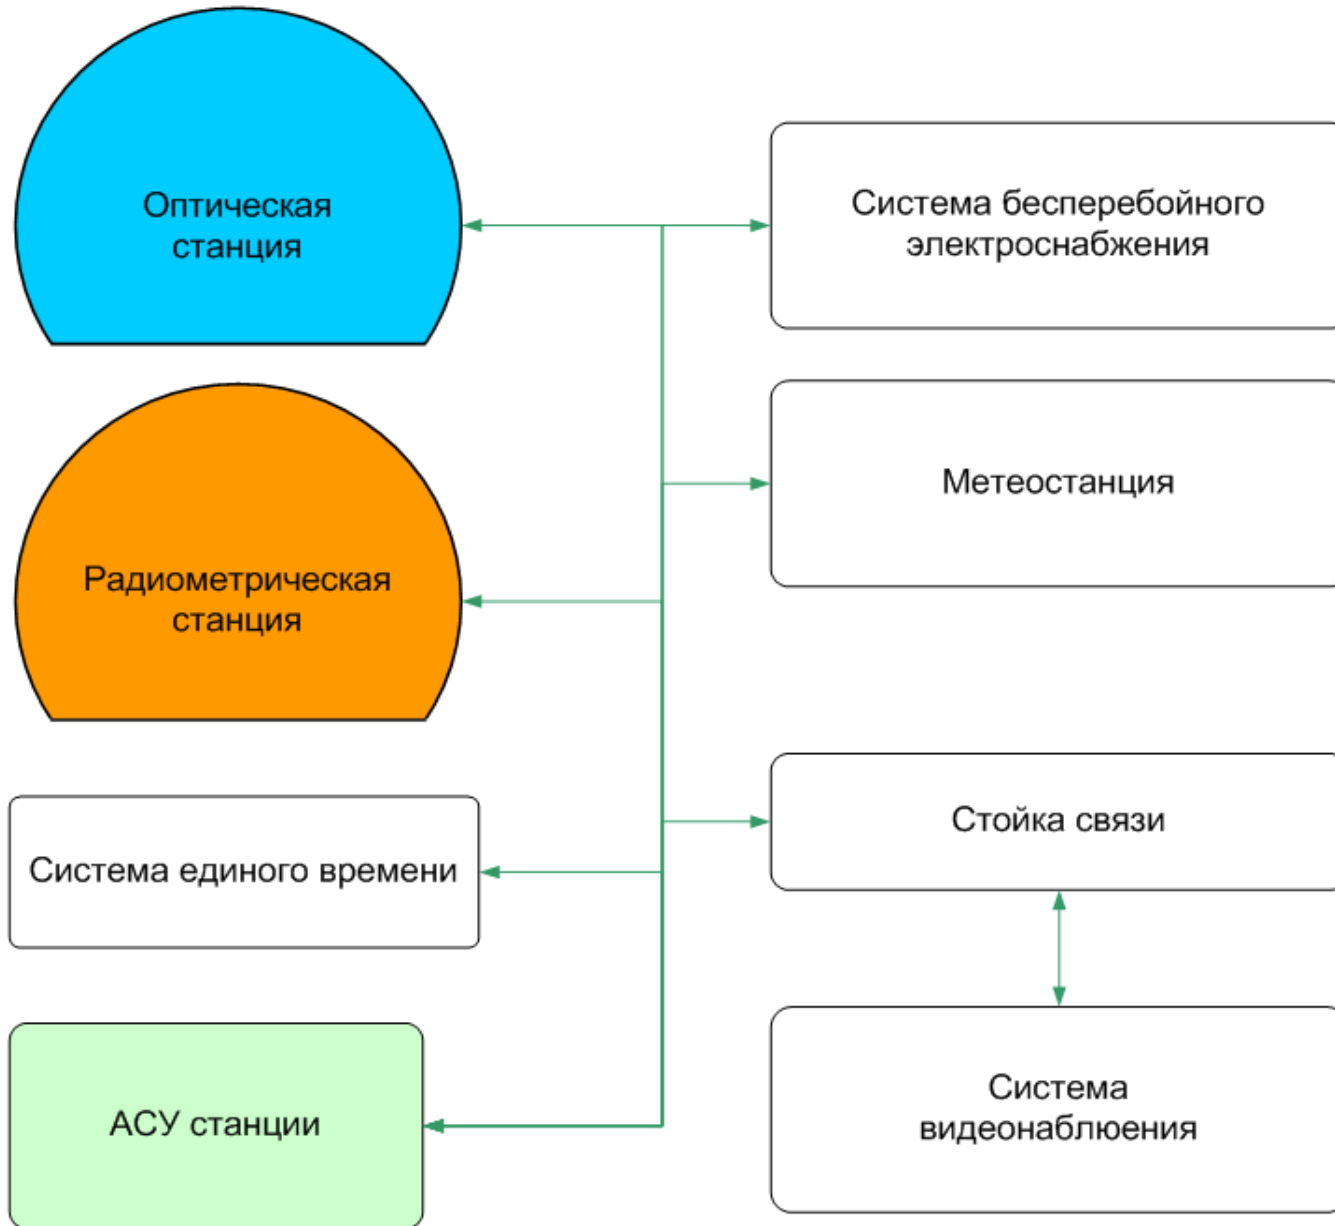 Оптическая
станция
Система бесперебойного
электроснабжения
Метеостанция
Радиометрическая
станция
Стойка связи
Система единого времени
Система
видеонаблюения
АСУ станции